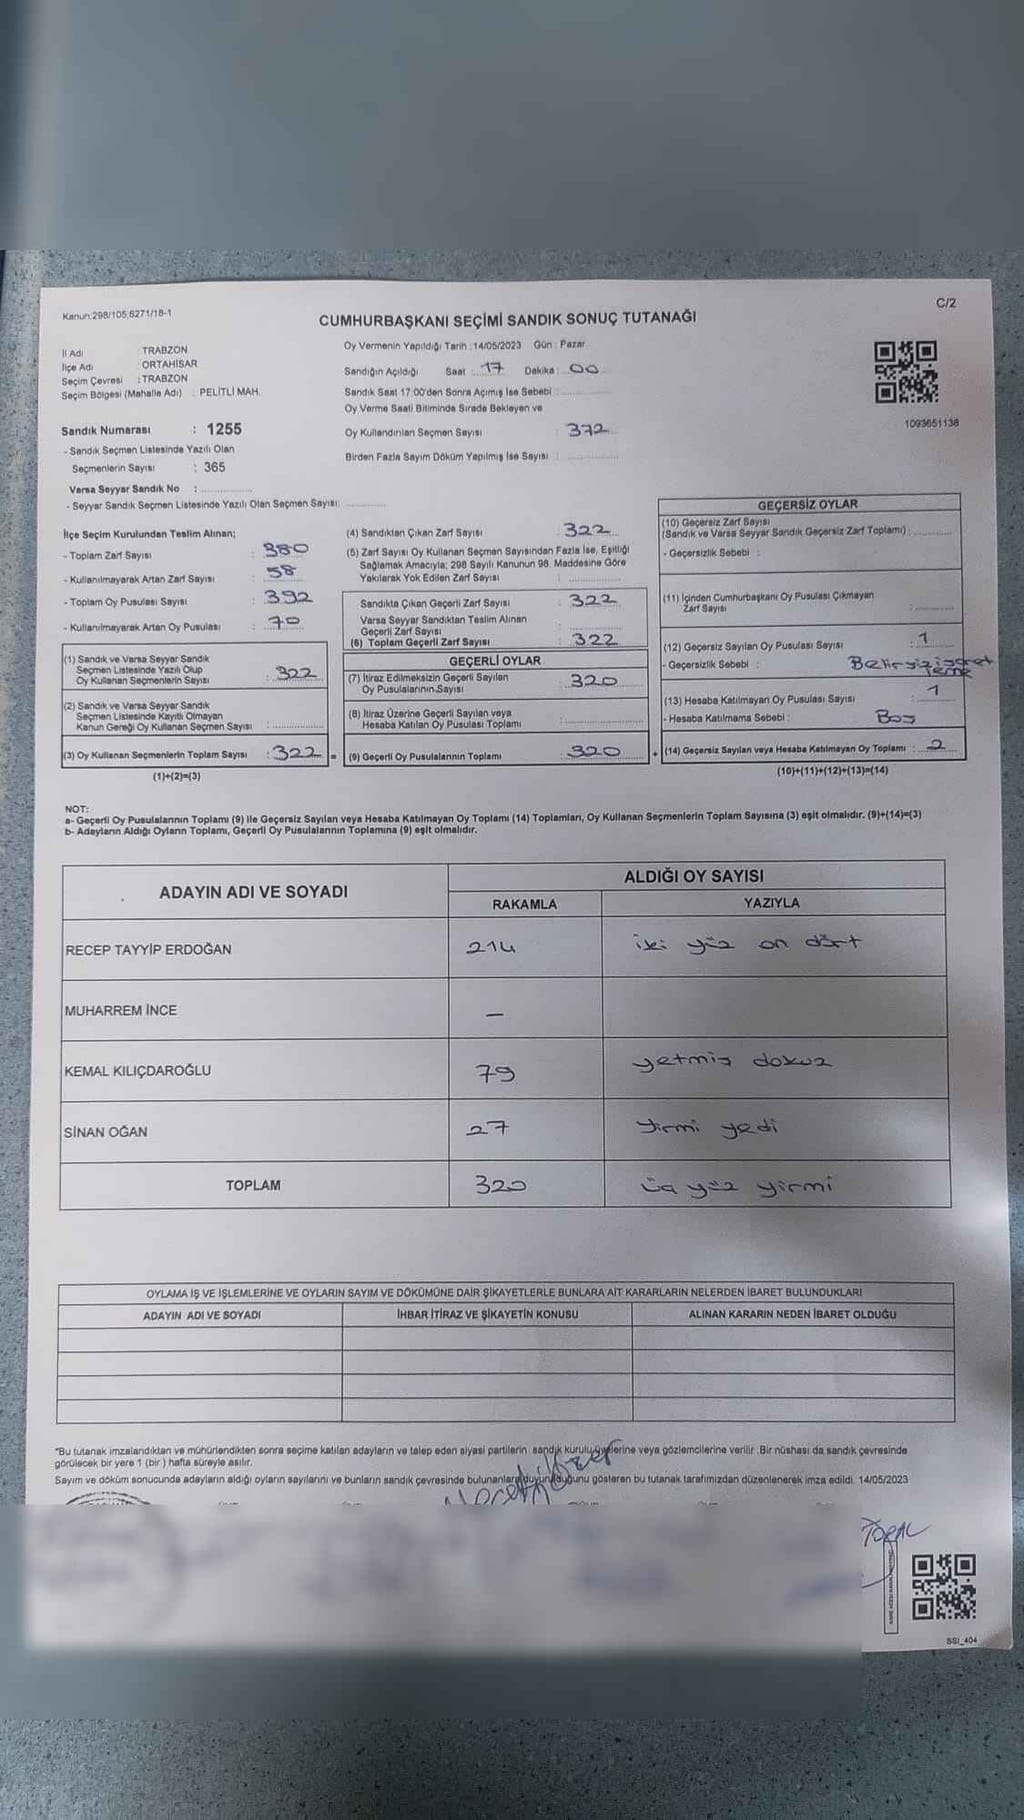 Kanun:298/105,6271/18-1
C/2
CUMHURBAŞKANI SEÇİMİ SANDIK SONUÇ TUTANAĞI
İl Adı : TRABZON
İlçe Adı : ORTAHİSAR
Seçim Çevresi : TRABZON
Seçim Bölgesi (Mahalle Adı) : PELİTLİ MAH.
Sandık Numarası : 1255
- Sandık Seçmen Listesinde Yazılı Olan
Seçmenlerin Sayısı : 365
Varsa Seyyar Sandık No :
- Seyyar Sandık Seçmen Listesinde Yazılı Olan Seçmen Sayısı:
Oy Vermenin Yapıldığı Tarih :14/05/2023 Gün : Pazar
Sandığın Açıldığı Saat : 17 Dakika : 00
Sandık Saat 17:00'den Sonra Açımış İse Sebebi :
Oy Verme Saati Bitiminde Sırada Bekleyen ve
Oy Kullandırılan Seçmen Sayısı : 372
Birden Fazla Sayım Döküm Yapılmış İse Sayısı :
1093651138
İlçe Seçim Kurulundan Teslim Alınan;
- Toplam Zarf Sayısı : 380
- Kullanılmayarak Artan Zarf Sayısı : 58
- Toplam Oy Pusulası Sayısı : 392
- Kullanılmayarak Artan Oy Pusulası : 70
(1) Sandık ve Varsa Seyyar Sandık
Seçmen Listesinde Yazılı Olup
Oy Kullanan Seçmenlerin Sayısı : 322
(2) Sandık ve Varsa Seyyar Sandık
Seçmen Listesinde Kayıtlı Olmayan
Kanun Gereği Oy Kullanan Seçmen Sayısı :
(3) Oy Kullanan Seçmenlerin Toplam Sayısı : 322 =
(1)+(2)=(3)
(4) Sandıktan Çıkan Zarf Sayısı : 322
(5) Zarf Sayısı Oy Kullanan Seçmen Sayısından Fazla İse, Eşitliği
Sağlamak Amacıyla; 298 Sayılı Kanunun 98. Maddesine Göre
Yakılarak Yok Edilen Zarf Sayısı :
Sandıkta Çıkan Geçerli Zarf Sayısı : 322
Varsa Seyyar Sandıktan Teslim Alınan
Geçerli Zarf Sayısı :
(6) Toplam Geçerli Zarf Sayısı : 322
GEÇERLİ OYLAR
(7) İtiraz Edilmeksizin Geçerli Sayılan
Oy Pusulalarının Sayısı : 320
(8) İtiraz Üzerine Geçerli Sayılan veya
Hesaba Katılan Oy Pusulası Toplamı :
(9) Geçerli Oy Pusulalarının Toplamı : 320 +
GEÇERSİZ OYLAR
(10) Geçersiz Zarf Sayısı
(Sandık ve Varsa Seyyar Sandık Geçersiz Zarf Toplamı) :
- Geçersizlik Sebebi :
(11) İçinden Cumhurbaşkanı Oy Pusulası Çıkmayan
Zarf Sayısı :
(12) Geçersiz Sayılan Oy Pusulası Sayısı : 1
- Geçersizlik Sebebi : Belirsiz işaret
(13) Hesaba Katılmayan Oy Pusulası Sayısı : 1
- Hesaba Katılmama Sebebi : Boş
(14) Geçersiz Sayılan veya Hesaba Katılmayan Oy Toplamı : 2
(10)+(11)+(12)+(13)=(14)
NOT:
a- Geçerli Oy Pusulalarının Toplamı (9) ile Geçersiz Sayılan veya Hesaba Katılmayan Oy Toplamı (14) Toplamları, Oy Kullanan Seçmenlerin Toplam Sayısına (3) eşit olmalıdır. (9)+(14)=(3)
b- Adayların Aldığı Oyların Toplamı, Geçerli Oy Pusulalarının Toplamına (9) eşit olmalıdır.
ADAYIN ADI VE SOYADI ALDIĞI OY SAYISI
RAKAMLA YAZIYLA
RECEP TAYYİP ERDOĞAN 214 iki yüz on dört
MUHARREM İNCE —
KEMAL KILIÇDAROĞLU 79 yetmiş dokuz
SİNAN OĞAN 27 Yirmi yedi
TOPLAM 320 üç yüz yirmi
OYLAMA İŞ VE İŞLEMLERİNE VE OYLARIN SAYIM VE DÖKÜMÜNE DAİR ŞİKAYETLERLE BUNLARA AİT KARARLARIN NELERDEN İBARET BULUNDUKLARI
ADAYIN ADI VE SOYADI İHBAR İTİRAZ VE ŞİKAYETİN KONUSU ALINAN KARARIN NEDEN İBARET OLDUĞU
*Bu tutanak imzalandıktan ve mühürlendikten sonra seçime katılan adayların ve talep eden siyasi partilerin sandık kurulu üyelerine veya gözlemcilerine verilir. Bir nüshası da sandık çevresinde
görülecek bir yere 1 (bir ) hafta süreyle asılır.
Sayım ve döküm sonucunda adayların aldığı oyların sayılarını ve bunların sandık çevresinde bulunanlara duyurulduğunu gösteren bu tutanak tarafımızdan düzenlenerek imza edildi. 14/05/2023
TOPAL
SSI_404